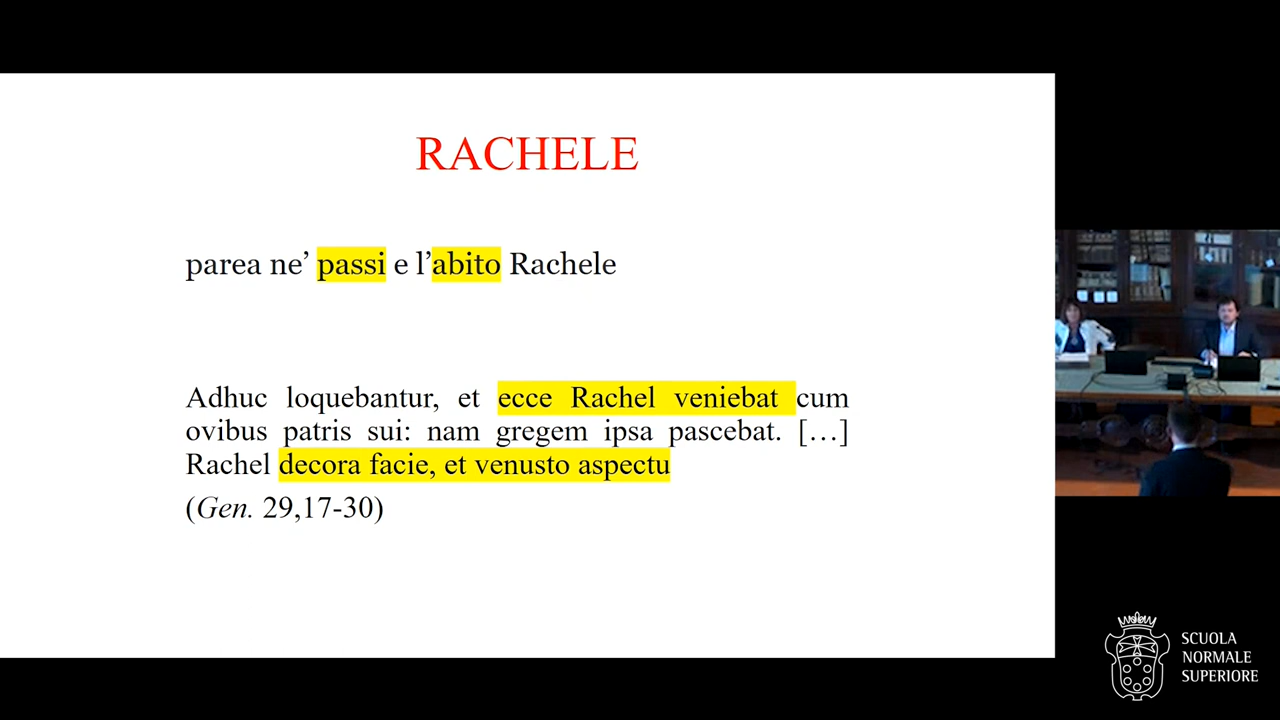 RACHELE
parea ne’ passi e l’abito Rachele
Adhuc loquebantur, et ecce Rachel veniebat cum
ovibus patris sui: nam gregem ipsa pascebat. […]
Rachel decora facie, et venusto aspectu
(Gen. 29,17-30)
SCUOLA
NORMALE
SUPERIORE